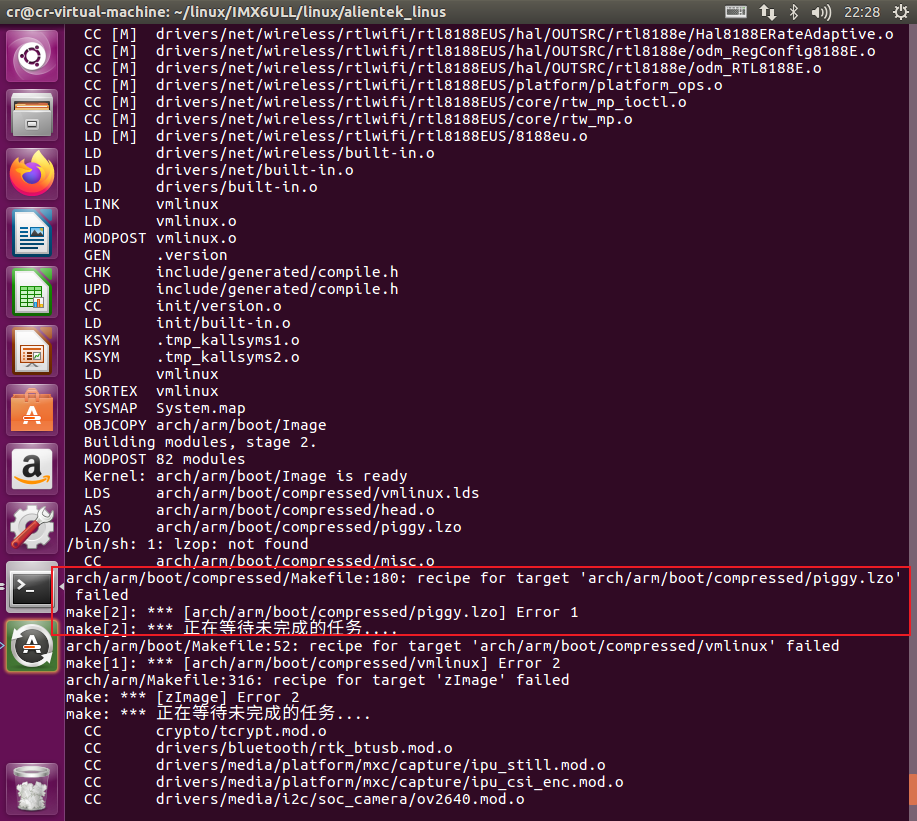 cr@cr-virtual-machine: ~/linux/IMX6ULL/linux/alientek_linus
22:28
CC [M]  drivers/net/wireless/rtlwifi/rtl8188EUS/hal/OUTSRC/rtl8188e/Hal8188ERateAdaptive.o
CC [M]  drivers/net/wireless/rtlwifi/rtl8188EUS/hal/OUTSRC/rtl8188e/odm_RegConfig8188E.o
CC [M]  drivers/net/wireless/rtlwifi/rtl8188EUS/hal/OUTSRC/rtl8188e/odm_RTL8188E.o
CC [M]  drivers/net/wireless/rtlwifi/rtl8188EUS/platform/platform_ops.o
CC [M]  drivers/net/wireless/rtlwifi/rtl8188EUS/core/rtw_mp_ioctl.o
CC [M]  drivers/net/wireless/rtlwifi/rtl8188EUS/core/rtw_mp.o
LD [M]  drivers/net/wireless/rtlwifi/rtl8188EUS/8188eu.o
LD      drivers/net/wireless/built-in.o
LD      drivers/net/built-in.o
LD      drivers/built-in.o
LINK    vmlinux
LD      vmlinux.o
MODPOST vmlinux.o
GEN     .version
CHK     include/generated/compile.h
UPD     include/generated/compile.h
CC      init/version.o
LD      init/built-in.o
KSYM    .tmp_kallsyms1.o
KSYM    .tmp_kallsyms2.o
LD      vmlinux
SORTEX  vmlinux
SYSMAP  System.map
OBJCOPY arch/arm/boot/Image
Building modules, stage 2.
MODPOST 82 modules
Kernel: arch/arm/boot/Image is ready
LDS     arch/arm/boot/compressed/vmlinux.lds
AS      arch/arm/boot/compressed/head.o
LZO     arch/arm/boot/compressed/piggy.lzo
/bin/sh: 1: lzop: not found
CC      arch/arm/boot/compressed/misc.o
arch/arm/boot/compressed/Makefile:180: recipe for target 'arch/arm/boot/compressed/piggy.lzo'
failed
make[2]: *** [arch/arm/boot/compressed/piggy.lzo] Error 1
make[2]: *** 正在等待未完成的任务....
arch/arm/boot/Makefile:52: recipe for target 'arch/arm/boot/compressed/vmlinux' failed
make[1]: *** [arch/arm/boot/compressed/vmlinux] Error 2
arch/arm/Makefile:316: recipe for target 'zImage' failed
make: *** [zImage] Error 2
make: *** 正在等待未完成的任务....
CC      crypto/tcrypt.mod.o
CC      drivers/bluetooth/rtk_btusb.mod.o
CC      drivers/media/platform/mxc/capture/ipu_still.mod.o
CC      drivers/media/platform/mxc/capture/ipu_csi_enc.mod.o
CC      drivers/media/i2c/soc_camera/ov2640.mod.o